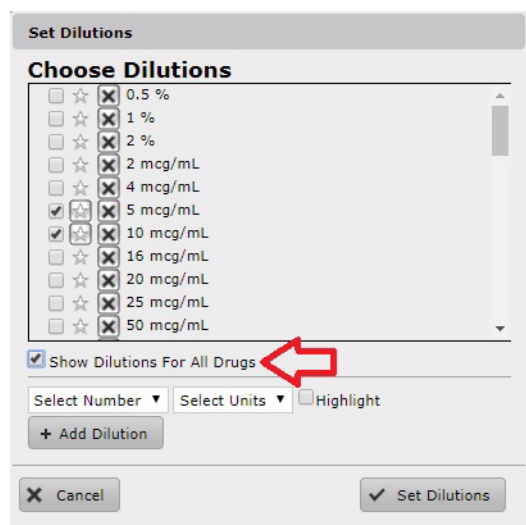 Set Dilutions
Choose Dilutions
0.5 %
1 %
2 %
2 mcg/mL
4 mcg/mL
5 mcg/mL
10 mcg/mL
16 mcg/mL
20 mcg/mL
25 mcg/mL
50 mcg/mL
Show Dilutions For All Drugs
Select Number ▼ Select Units ▼ Highlight
+ Add Dilution
Cancel Set Dilutions